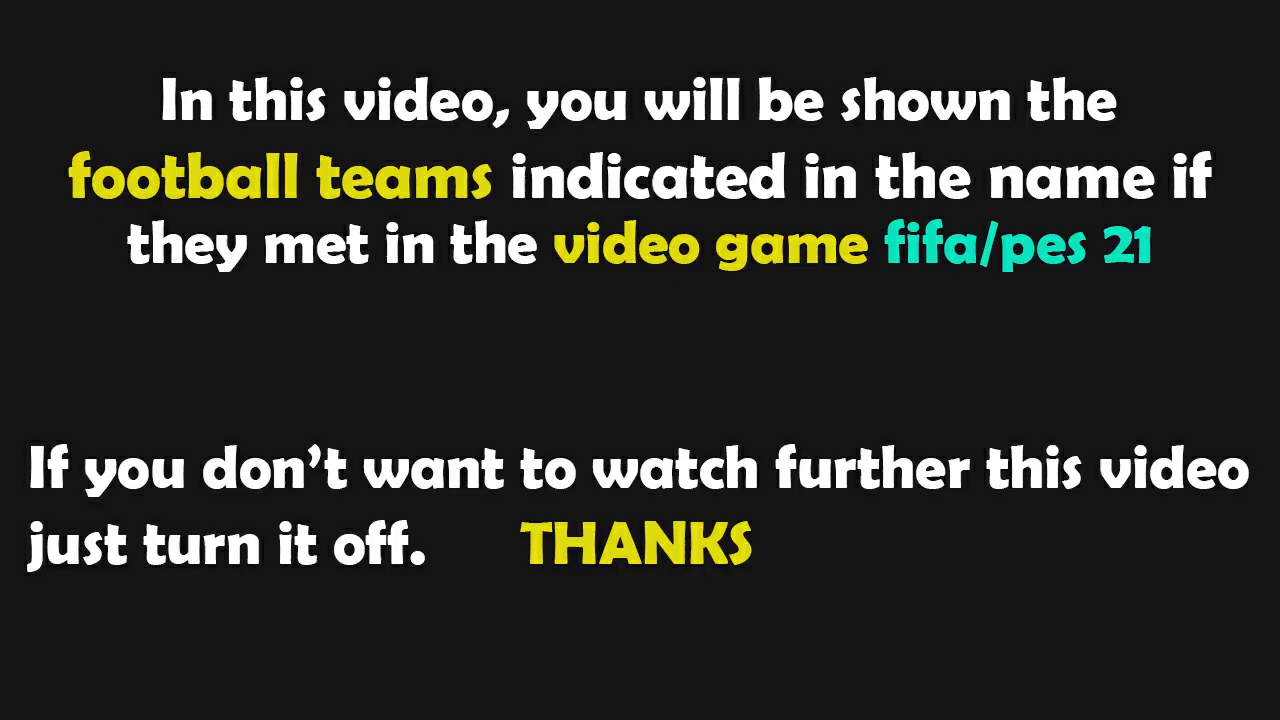 In this video, you will be shown the
football teams indicated in the name if
they met in the video game fifa/pes 21
If you don't want to watch further this video
just turn it off. THANKS